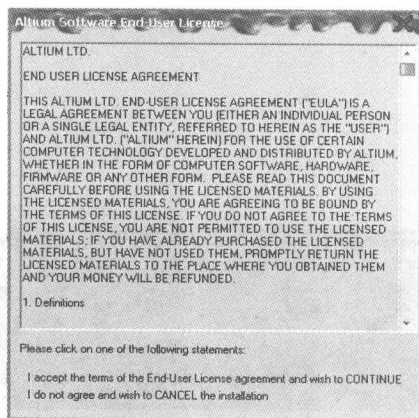 Altium Software End-User License
ALTIUM LTD.
END USER LICENSE AGREEMENT
THIS ALTIUM LTD. END-USER LICENSE AGREEMENT ("EULA") IS A
LEGAL AGREEMENT BETWEEN YOU (EITHER AN INDIVIDUAL PERSON
OR A SINGLE LEGAL ENTITY, REFERRED TO HEREIN AS THE "USER")
AND ALTIUM LTD. ("ALTIUM" HEREIN) FOR THE USE OF CERTAIN
COMPUTER TECHNOLOGY DEVELOPED AND DISTRIBUTED BY ALTIUM,
WHETHER IN THE FORM OF COMPUTER SOFTWARE, HARDWARE,
FIRMWARE OR ANY OTHER FORM. PLEASE READ THIS DOCUMENT
CAREFULLY BEFORE USING THE LICENSED MATERIALS. BY USING
THE LICENSED MATERIALS, YOU ARE AGREEING TO BE BOUND BY
THE TERMS OF THIS LICENSE. IF YOU DO NOT AGREE TO THE TERMS
OF THIS LICENSE, YOU ARE NOT PERMITTED TO USE THE LICENSED
MATERIALS; IF YOU HAVE ALREADY PURCHASED THE LICENSED
MATERIALS, BUT HAVE NOT USED THEM, PROMPTLY RETURN THE
LICENSED MATERIALS TO THE PLACE WHERE YOU OBTAINED THEM
AND YOUR MONEY WILL BE REFUNDED.
1. Definitions
Please click on one of the following statements:
I accept the terms of the End-User License agreement and wish to CONTINUE
I do not agree and wish to CANCEL the installation